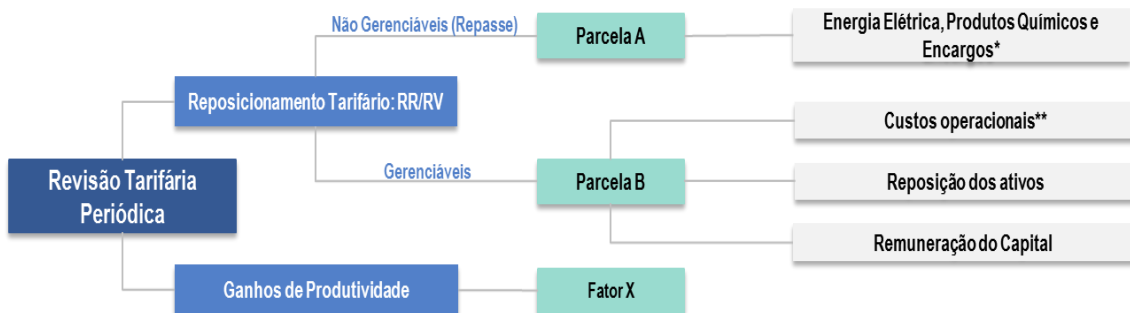 Não Gerenciáveis (Repasse)
Parcela A
Energia Elétrica, Produtos Químicos e
Encargos*
Reposicionamento Tarifário: RR/RV
Custos operacionais**
Revisão Tarifária
Periódica
Gerenciáveis
Parcela B
Reposição dos ativos
Remuneração do Capital
Ganhos de Produtividade
Fator X